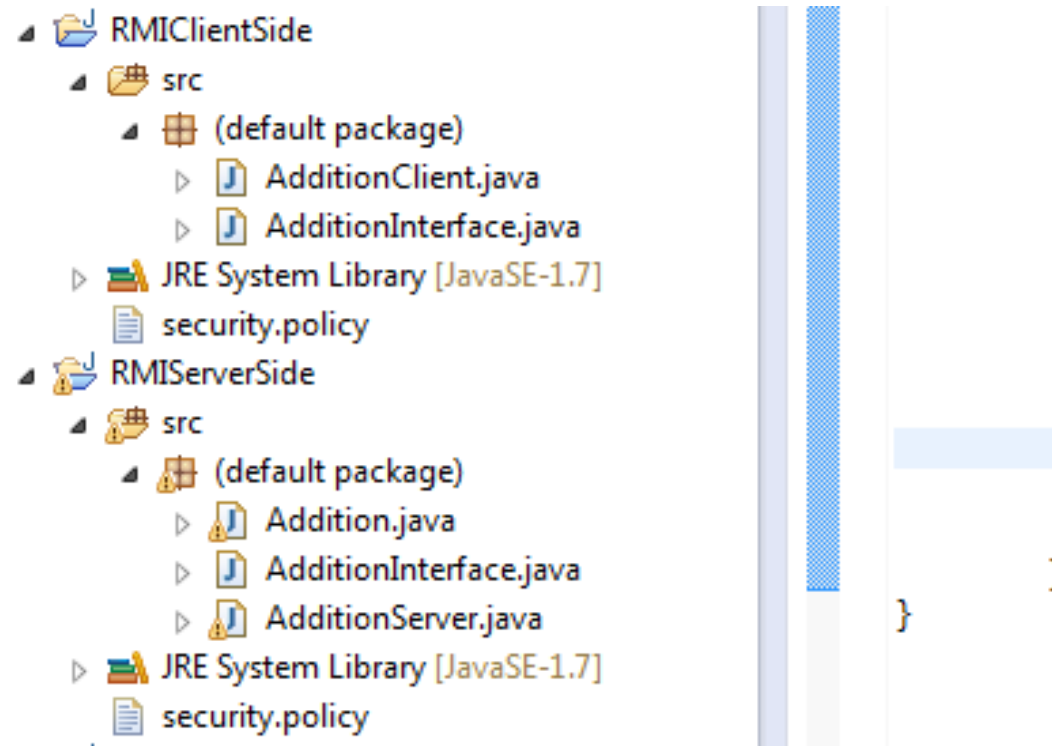 RMIClientSide
src
(default package)
AdditionClient.java
AdditionInterface.java
JRE System Library [JavaSE-1.7]
security.policy
RMIServerSide
src
(default package)
Addition.java
AdditionInterface.java
AdditionServer.java
JRE System Library [JavaSE-1.7]
security.policy
}